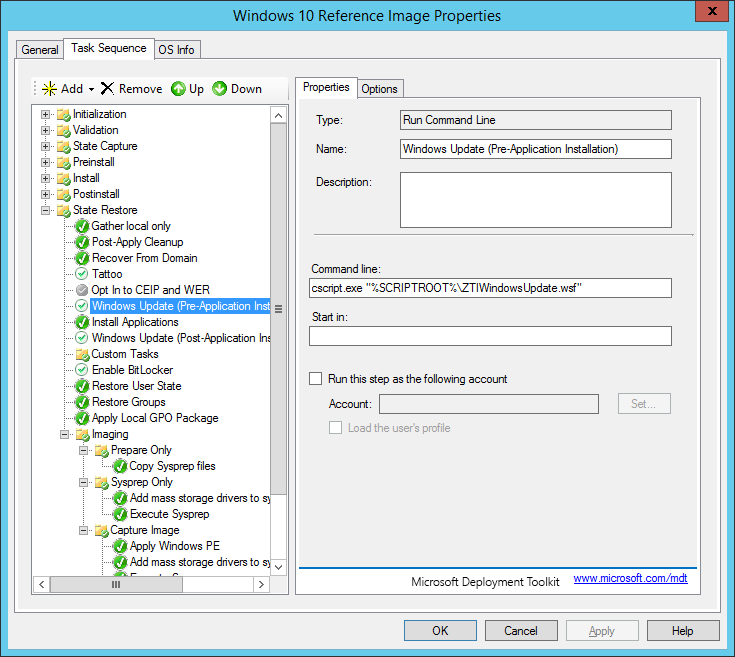 Windows 10 Reference Image Properties
General Task Sequence OS Info
Add Remove Up Down
Initialization
Validation
State Capture
Preinstall
Install
Postinstall
State Restore
Gather local only
Post-Apply Cleanup
Recover From Domain
Tattoo
Opt In to CEIP and WER
Windows Update (Pre-Application Inst
Install Applications
Windows Update (Post-Application Ins
Custom Tasks
Enable BitLocker
Restore User State
Restore Groups
Apply Local GPO Package
Imaging
Prepare Only
Copy Sysprep files
Sysprep Only
Add mass storage drivers to sy
Execute Sysprep
Capture Image
Apply Windows PE
Add mass storage drivers to sy
Properties Options
Type: Run Command Line
Name: Windows Update (Pre-Application Installation)
Description:
Command line:
cscript.exe "%SCRIPTROOT%\ZTIWindowsUpdate.wsf"
Start in:
Run this step as the following account
Account: Set...
Load the user's profile
Microsoft Deployment Toolkit www.microsoft.com/mdt
OK Cancel Apply Help